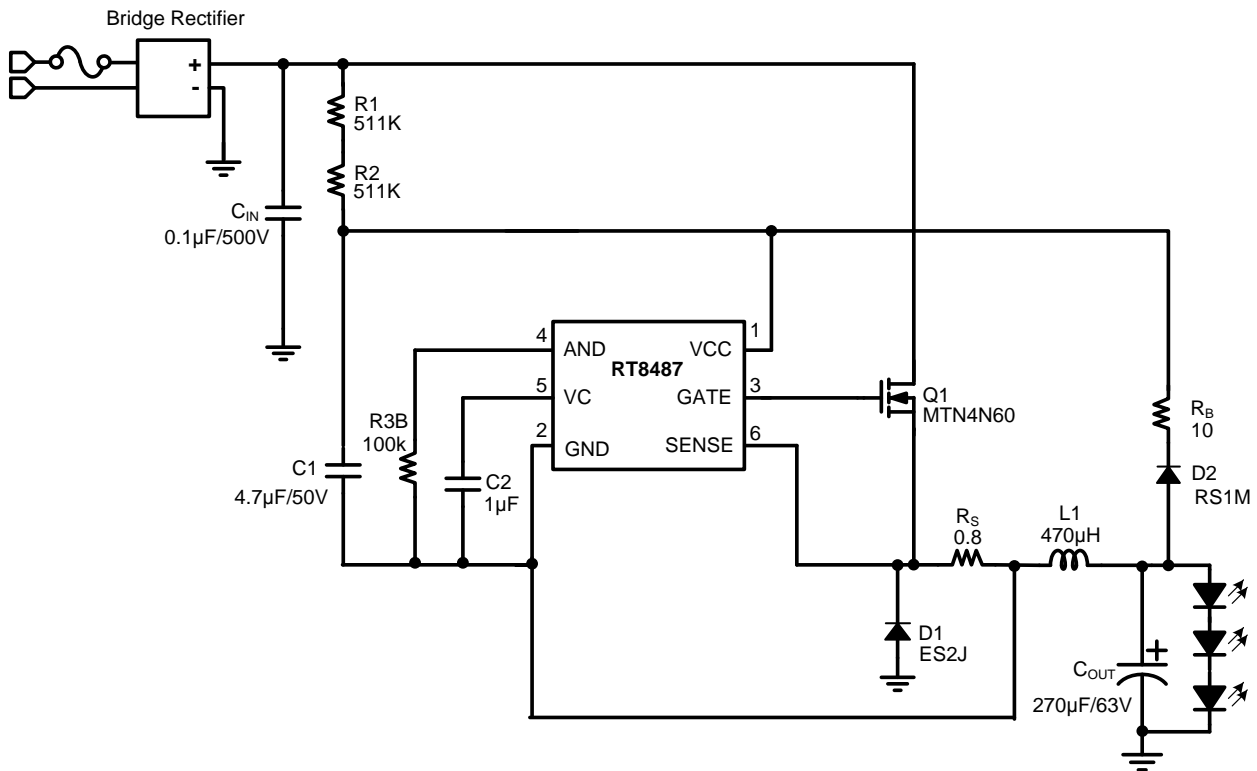 Bridge Rectifier
+
-
R1
511K
R2
511K
CIN
0.1µF/500V
4
AND
VCC
1
RT8487
5
VC
GATE
3
2
GND
SENSE
6
Q1
MTN4N60
R3B
100k
C1
4.7µF/50V
C2
1µF
RB
10
D2
RS1M
RS
0.8
L1
470µH
D1
ES2J
COUT
+
270µF/63V